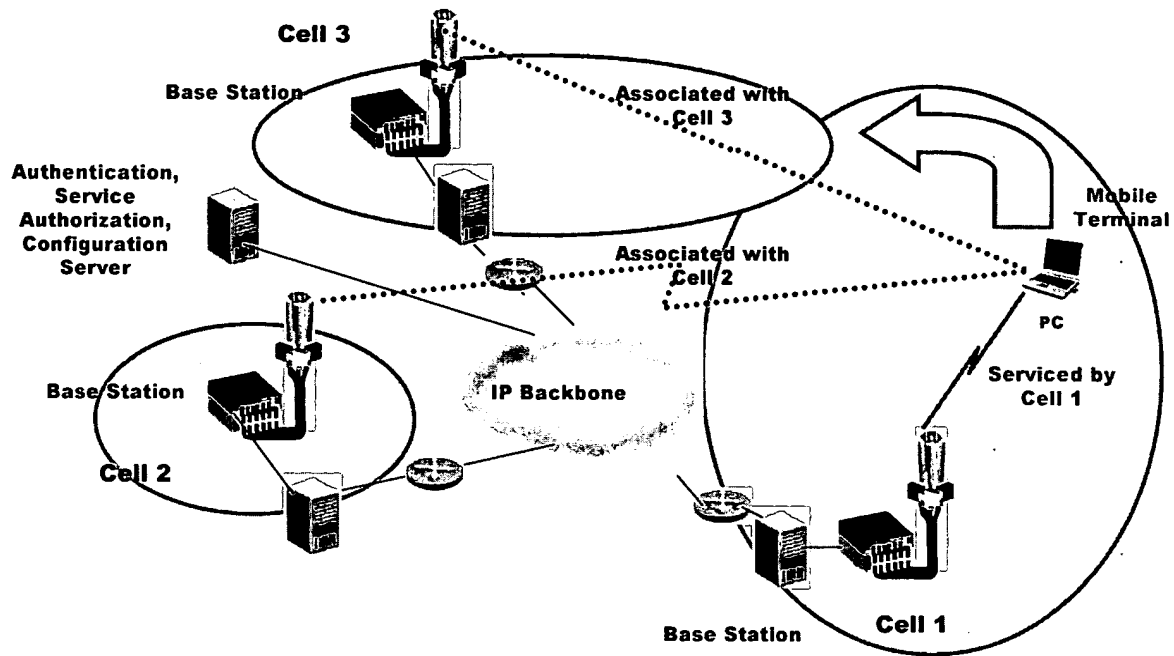 Cell 3
Base Station
Associated with
Cell 3
Authentication,
Service
Authorization,
Configuration
Server
Mobile
Terminal
Associated with
Cell 2
PC
Base Station
IP Backbone
Serviced by
Cell 1
Cell 2
Base Station
Cell 1